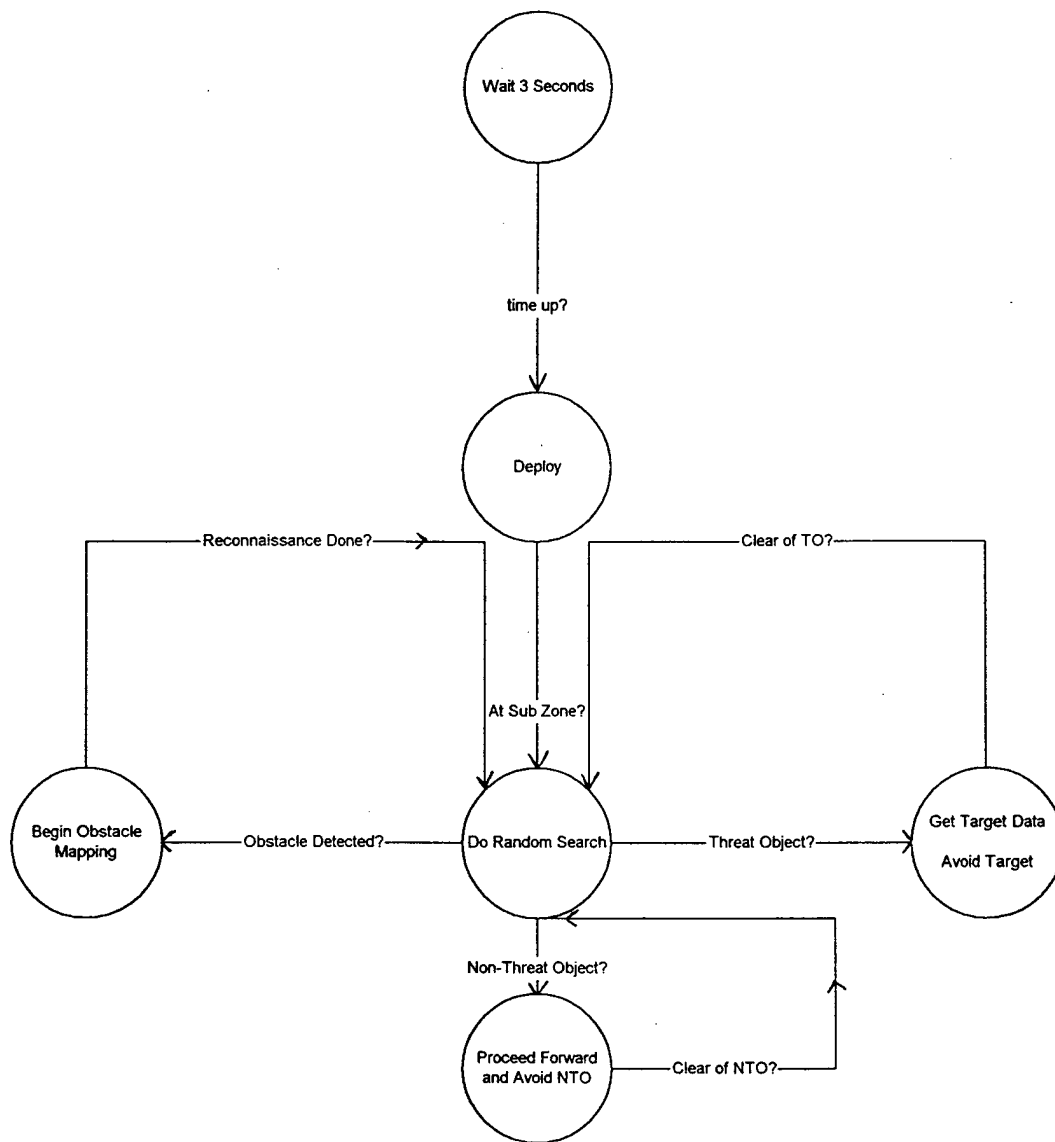 Wait 3 Seconds
time up?
Deploy
Reconnaissance Done?
Clear of TO?
At Sub Zone?
Begin Obstacle
Mapping
Obstacle Detected?
Do Random Search
Threat Object?
Get Target Data
Avoid Target
Non-Threat Object?
Proceed Forward
and Avoid NTO
Clear of NTO?